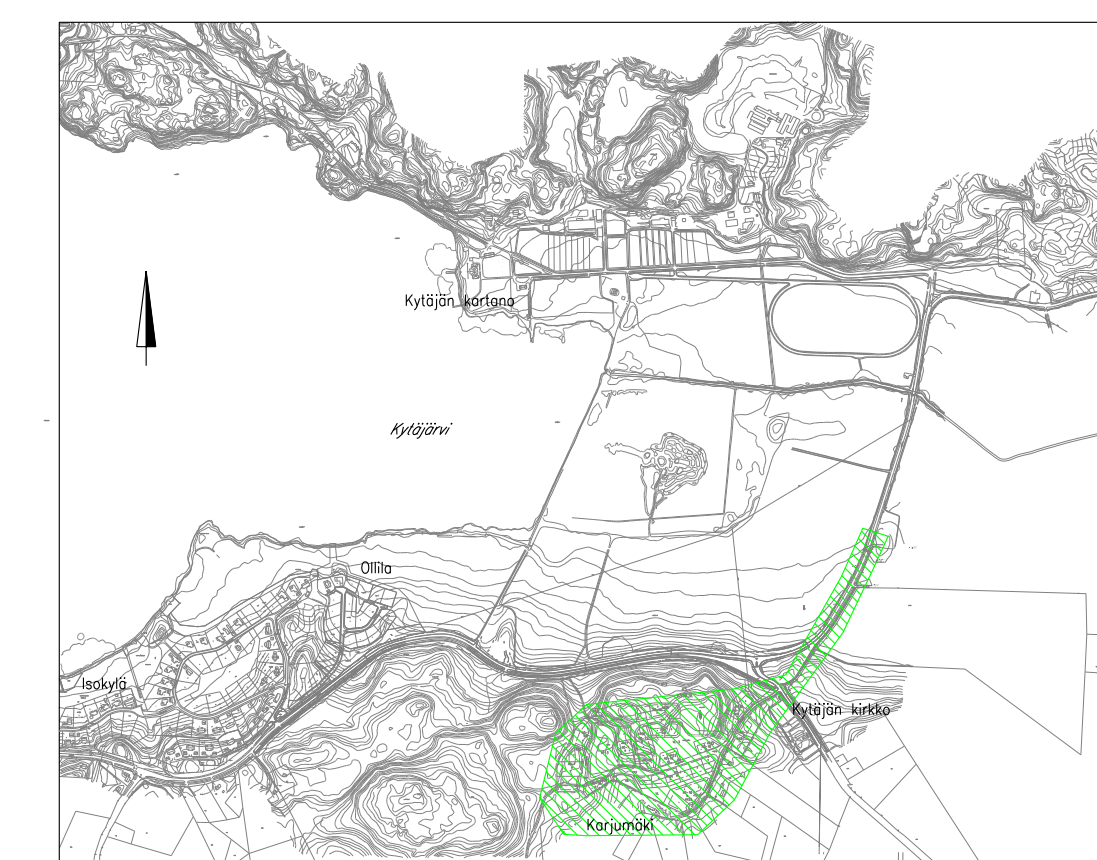 Kytäjän kartano
Kytäjärvi
Ollila
Isokylä
Kytäjän kirkko
Karjumäki